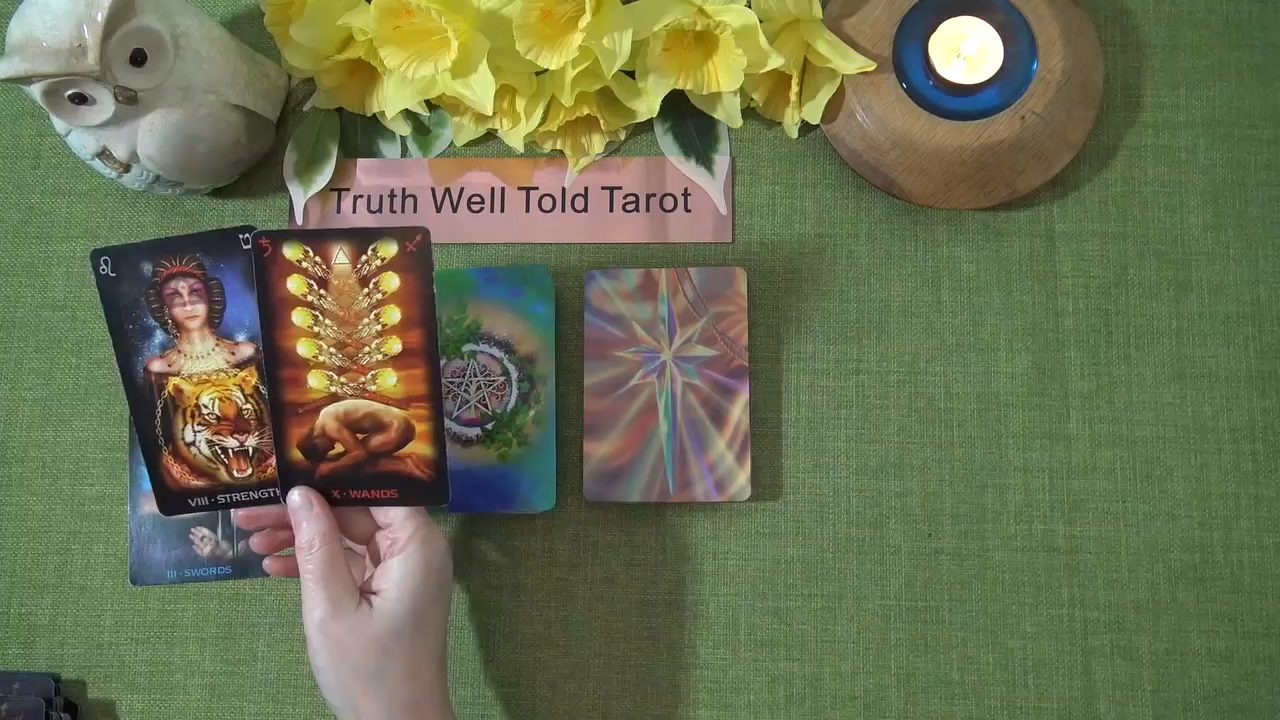 Truth Well Told Tarot
VIII · STRENGTH
X · WANDS
III · SWORDS